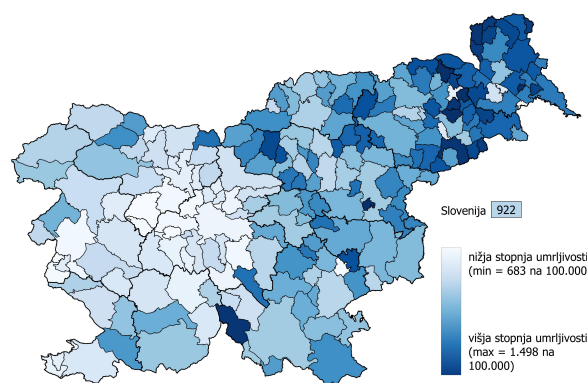 Slovenija 922
nižja stopnja umrljivosti
(min = 683 na 100.000)
višja stopnja umrljivosti
(max = 1.498 na
100.000)